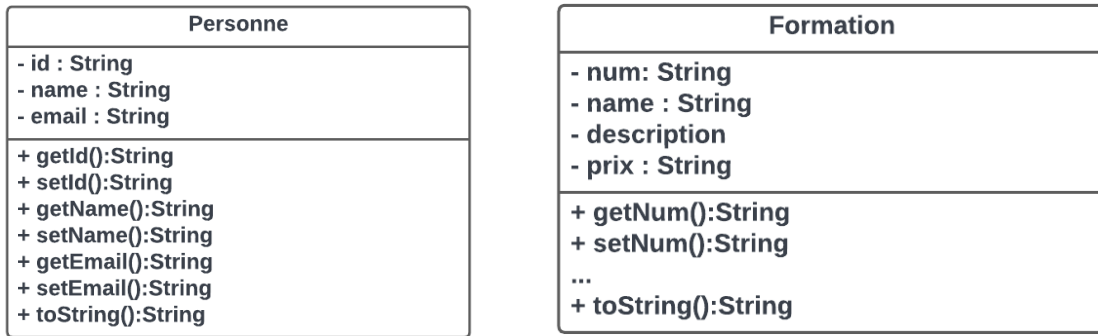 Personne
- id : String
- name : String
- email : String
+ getId():String
+ setId():String
+ getName():String
+ setName():String
+ getEmail():String
+ setEmail():String
+ toString():String
Formation
- num: String
- name : String
- description
- prix : String
+ getNum():String
+ setNum():String
...
+ toString():String